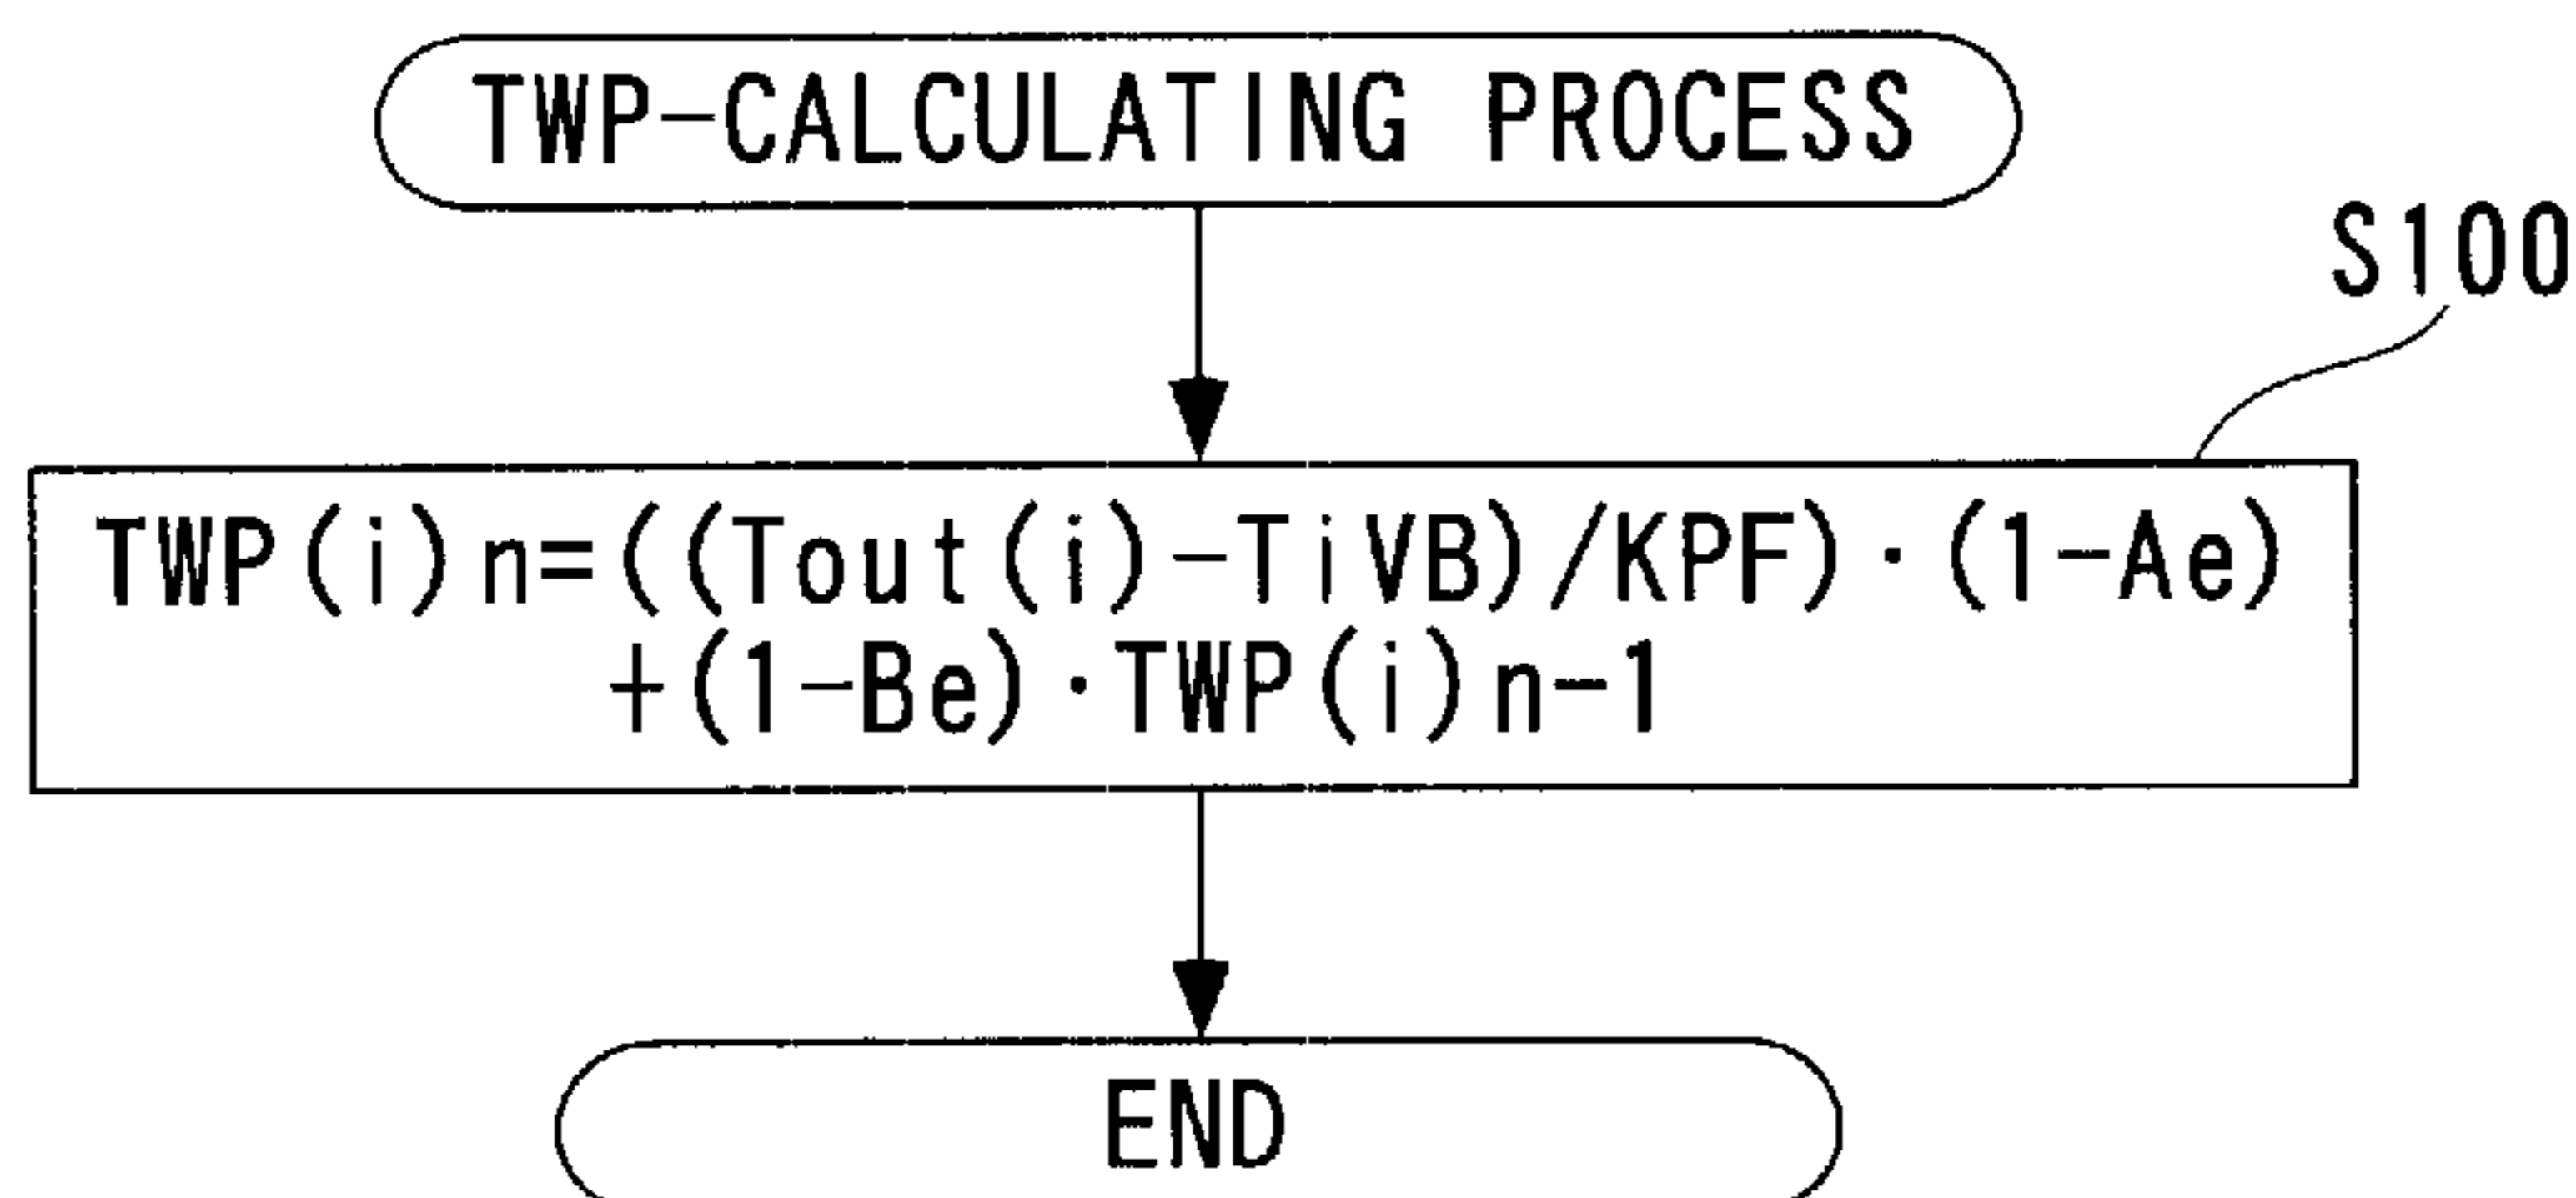 TWP-CALCULATING PROCESS
S100
TWP(i)n=((Tout(i)-TiVB)/KPF)·(1-Ae)
+(1-Be)·TWP(i)n-1
END